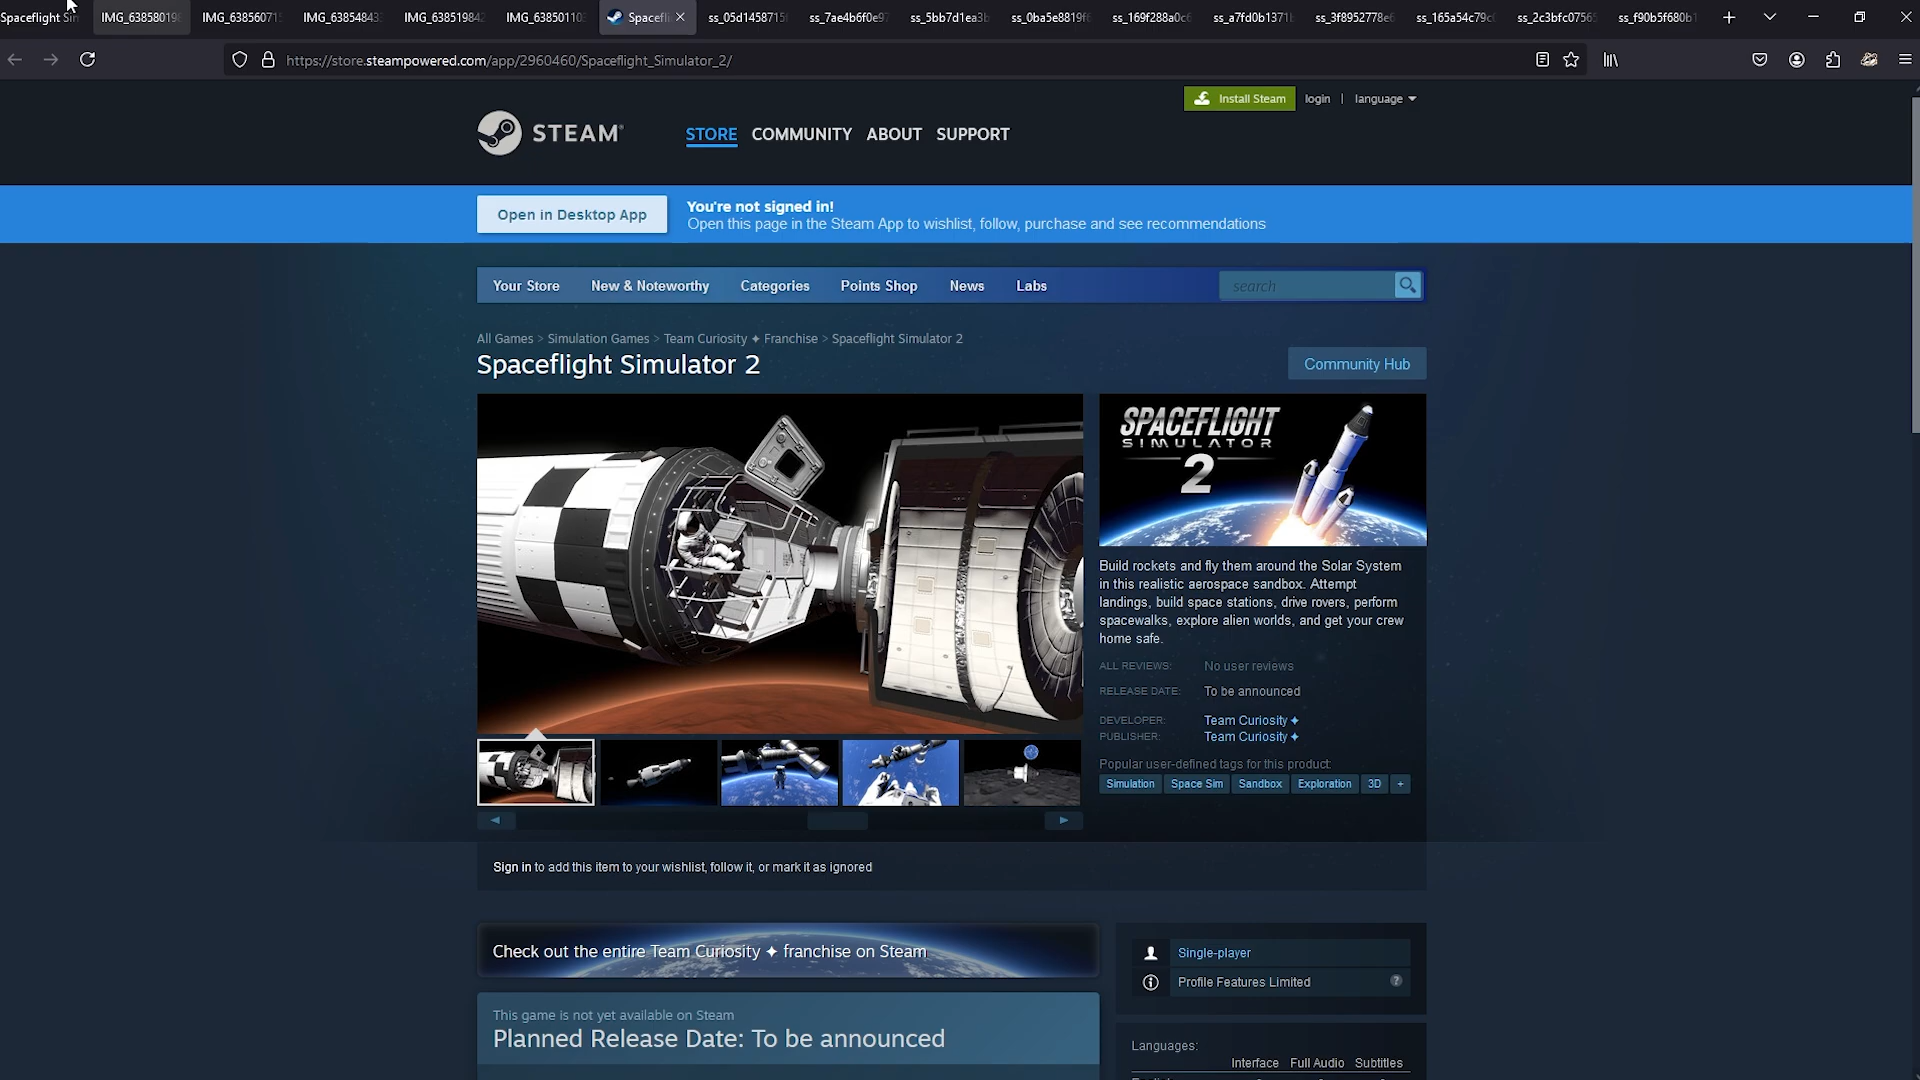 Spaceflight Sim
IMG_63858019
IMG_63856071
IMG_63854843
IMG_63851984
IMG_63850110
Spacefli
ss_05d1458715
ss_7ae4b6f0e97
ss_5bb7d1ea3b
ss_0ba5e8819f
ss_169f288a0c
ss_a7fd0b1371
ss_3f8952778e
ss_165a54c79c
ss_2c3bfc0756
ss_f90b5f680b
https://store.steampowered.com/app/2960460/Spaceflight_Simulator_2/
Install Steam login | language
STEAM
STORE COMMUNITY ABOUT SUPPORT
Open in Desktop App
You're not signed in!
Open this page in the Steam App to wishlist, follow, purchase and see recommendations
Your Store New & Noteworthy Categories Points Shop News Labs search
All Games > Simulation Games > Team Curiosity ✦ Franchise > Spaceflight Simulator 2
Spaceflight Simulator 2
Community Hub
SPACEFLIGHT
SIMULATOR
2
Build rockets and fly them around the Solar System
in this realistic aerospace sandbox. Attempt
landings, build space stations, drive rovers, perform
spacewalks, explore alien worlds, and get your crew
home safe.
ALL REVIEWS: No user reviews
RELEASE DATE: To be announced
DEVELOPER: Team Curiosity ✦
PUBLISHER: Team Curiosity ✦
Popular user-defined tags for this product:
Simulation Space Sim Sandbox Exploration 3D +
Sign in to add this item to your wishlist, follow it, or mark it as ignored
Check out the entire Team Curiosity ✦ franchise on Steam
This game is not yet available on Steam
Planned Release Date: To be announced
Single-player
Profile Features Limited ?
Languages:
Interface Full Audio Subtitles